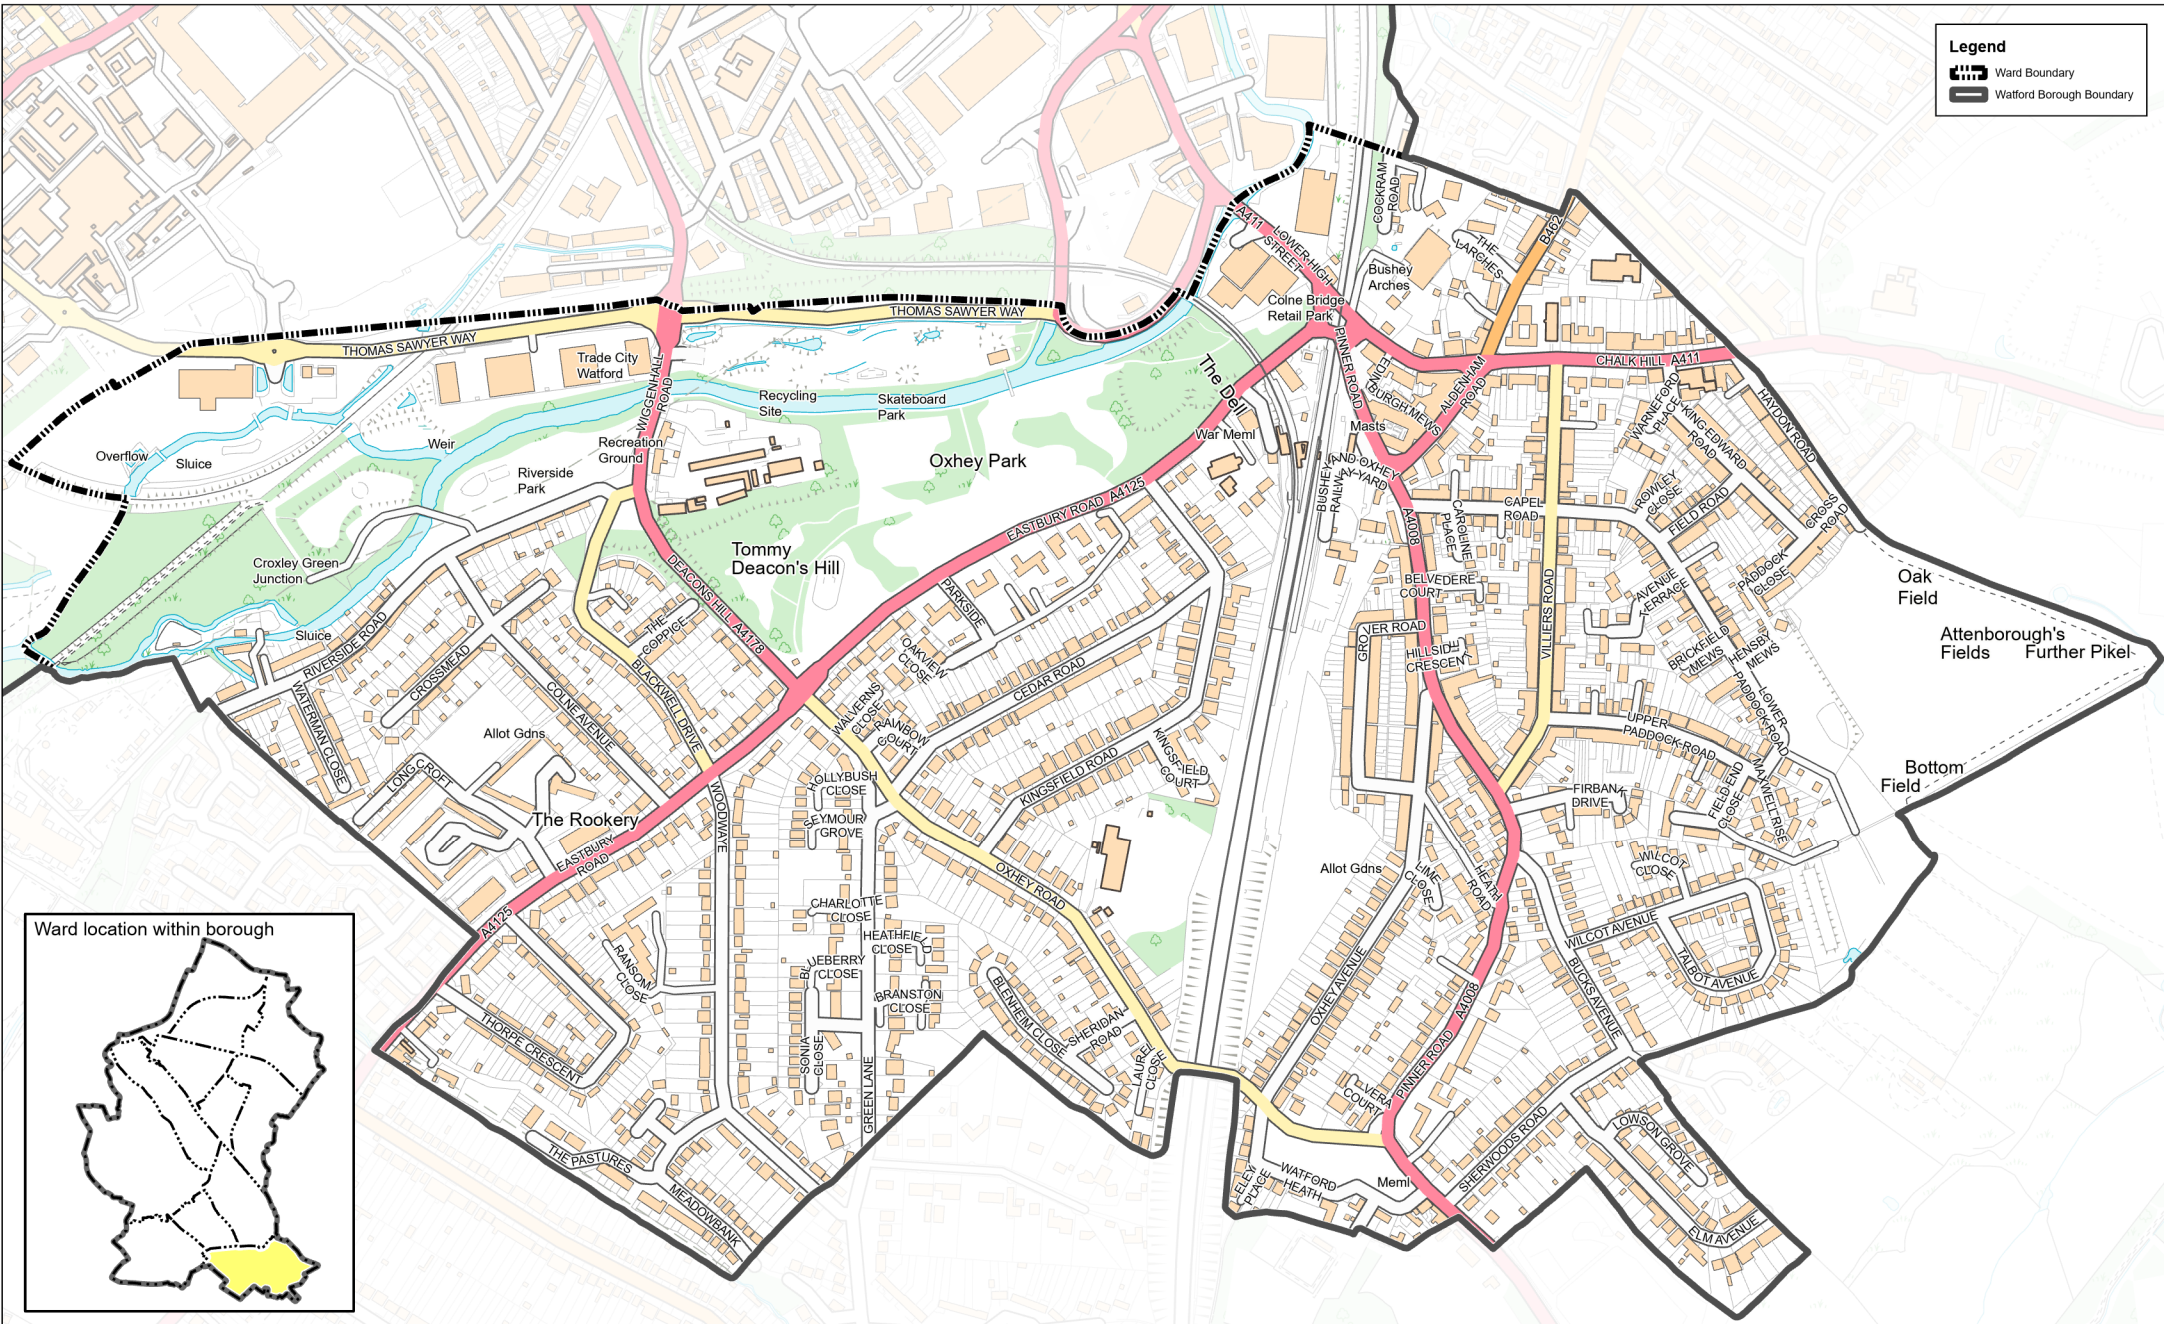 Legend
Ward Boundary
Watford Borough Boundary
COCKRAM
ROAD
A411
LOWER HIGH
STREET
THE
LARCHES
B462
Bushey
Arches
Colne Bridge
Retail Park
THOMAS SAWYER WAY
THOMAS SAWYER WAY
Trade City
Watford
WIGGENHALL
ROAD
Recycling
Site
Skateboard
Park
The Dell
PINNER ROAD
EDIN
BURGH MEWS
ALDENHAM
ROAD
CHALK HILL A411
HAYDON ROAD
WARNEFORD
PLACE
KING EDWARD
ROAD
Masts
War Meml
Recreation
Ground
Weir
Overflow
Sluice
Riverside
Park
Oxhey Park
EASTBURY ROAD A4125
BUSHEY AND OXHEY
RAILWAY YARD
A4008
CAROLINE
PLACE
CAPEL
ROAD
ROWLEY
CLOSE
FIELD ROAD
CROSS
ROAD
Croxley Green
Junction
Tommy
Deacon's Hill
DEACONS HILL A4178
PARKSIDE
BELVEDERE
COURT
VILLIERS ROAD
AVENUE
TERRACE
PADDOCK
CLOSE
Oak
Field
Attenborough's
Fields
Further Pikel
Sluice
RIVERSIDE ROAD
CROSSMEAD
THE
COPPICE
BLACKWELL DRIVE
OAKVIEW
CLOSE
CEDAR ROAD
GROVER ROAD
HILLSIDE
CRESCENT
BRICKFIELD
MEWS
HENSBY
MEWS
WATERMAN CLOSE
COLNE AVENUE
Allot Gdns
LONG CROFT
The Rookery
EASTBURY
ROAD
WALVERNS
CLOSE
RAINBOW
COURT
KINGSFIELD ROAD
KINGSFIELD
COURT
UPPER
PADDOCK ROAD
LOWER
PADDOCK ROAD
MAXWELL RISE
FIELD END
CLOSE
FIRBANK
DRIVE
Bottom
Field
HOLLYBUSH
CLOSE
SEYMOUR
GROVE
WOODWAYE
OXHEY ROAD
Allot Gdns
LIME
CLOSE
HEATH
ROAD
WILCOT
CLOSE
WILCOT AVENUE
TALBOT AVENUE
BUCKS AVENUE
A4125
CHARLOTTE
CLOSE
HEATHFIELD
CLOSE
BLUEBERRY
CLOSE
BRANSTON
CLOSE
RANSOM
CLOSE
THORPE CRESCENT
SONIA
CLOSE
GREEN LANE
BLENHEIM CLOSE
SHERIDAN
ROAD
LAUREL
CLOSE
OXHEY AVENUE
PINNER ROAD A4008
VERA
COURT
THE PASTURES
MEADOWBANK
ELEY
PLACE
WATFORD
HEATH
Meml
SHERWOODS ROAD
LOWSON GROVE
ELM AVENUE
Ward location within borough